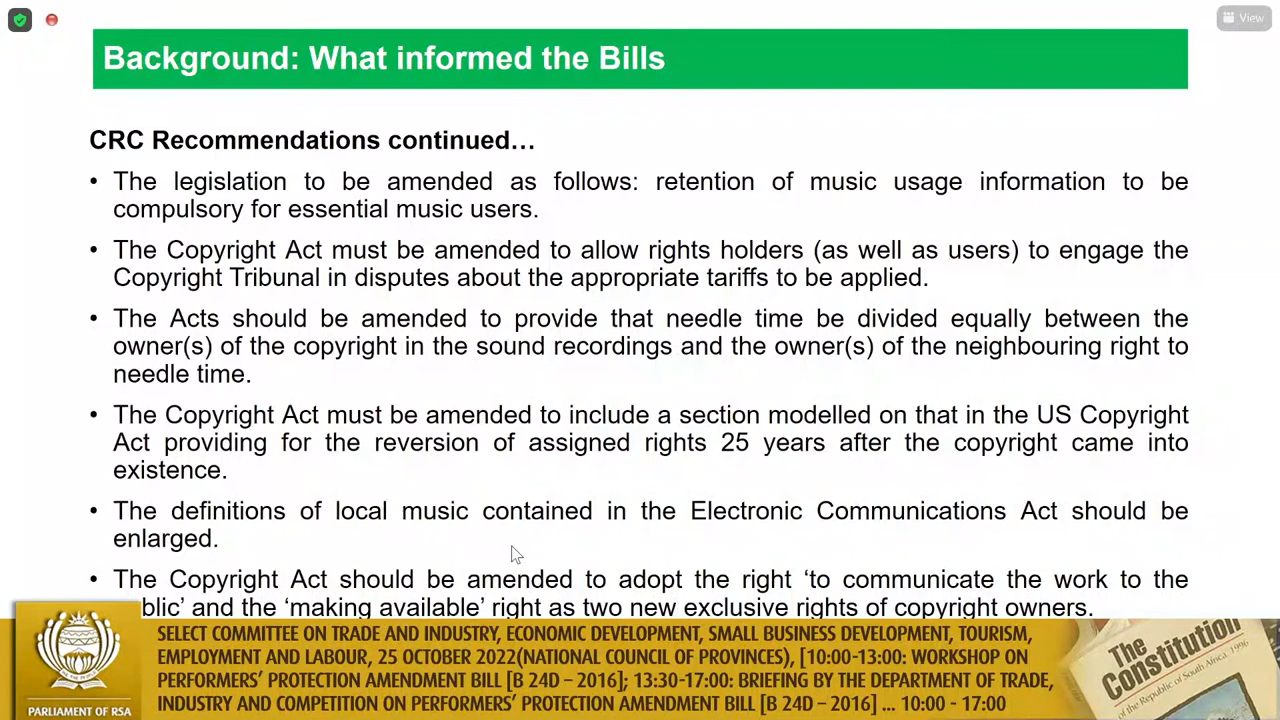 View
Background: What informed the Bills
CRC Recommendations continued…
• The legislation to be amended as follows: retention of music usage information to be
compulsory for essential music users.
• The Copyright Act must be amended to allow rights holders (as well as users) to engage the
Copyright Tribunal in disputes about the appropriate tariffs to be applied.
• The Acts should be amended to provide that needle time be divided equally between the
owner(s) of the copyright in the sound recordings and the owner(s) of the neighbouring right to
needle time.
• The Copyright Act must be amended to include a section modelled on that in the US Copyright
Act providing for the reversion of assigned rights 25 years after the copyright came into
existence.
• The definitions of local music contained in the Electronic Communications Act should be
enlarged.
• The Copyright Act should be amended to adopt the right ‘to communicate the work to the
blic’ and the ‘making available’ right as two new exclusive rights of copyright owners.
SELECT COMMITTEE ON TRADE AND INDUSTRY, ECONOMIC DEVELOPMENT, SMALL BUSINESS DEVELOPMENT, TOURISM,
EMPLOYMENT AND LABOUR, 25 OCTOBER 2022(NATIONAL COUNCIL OF PROVINCES), [10:00-13:00: WORKSHOP ON
PERFORMERS’ PROTECTION AMENDMENT BILL [B 24D – 2016]; 13:30-17:00: BRIEFING BY THE DEPARTMENT OF TRADE,
INDUSTRY AND COMPETITION ON PERFORMERS’ PROTECTION AMENDMENT BILL [B 24D – 2016] ... 10:00 - 17:00
PARLIAMENT OF RSA
The
Constitution
of the Republic of South Africa, 1996